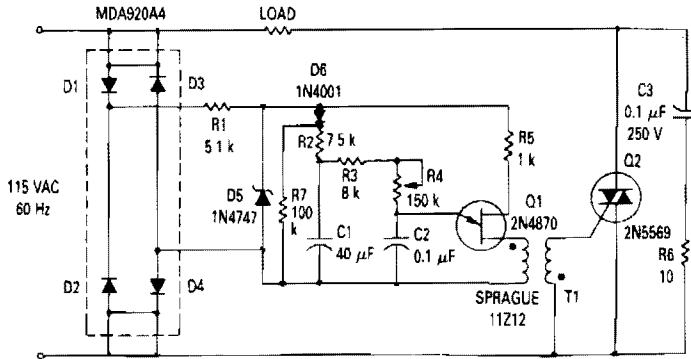 MDA920A4
LOAD
D1
D3
D6
1N4001
C3
0.1 µF
250 V
R1
5.1 k
R2
7.5 k
R5
1 k
R3
8 k
R4
150 k
Q2
115 VAC
60 Hz
D5
1N4747
R7
100
k
Q1
2N4870
2N5569
C1
40 µF
C2
0.1 µF
R6
10
D2
D4
SPRAGUE
11Z12
T1